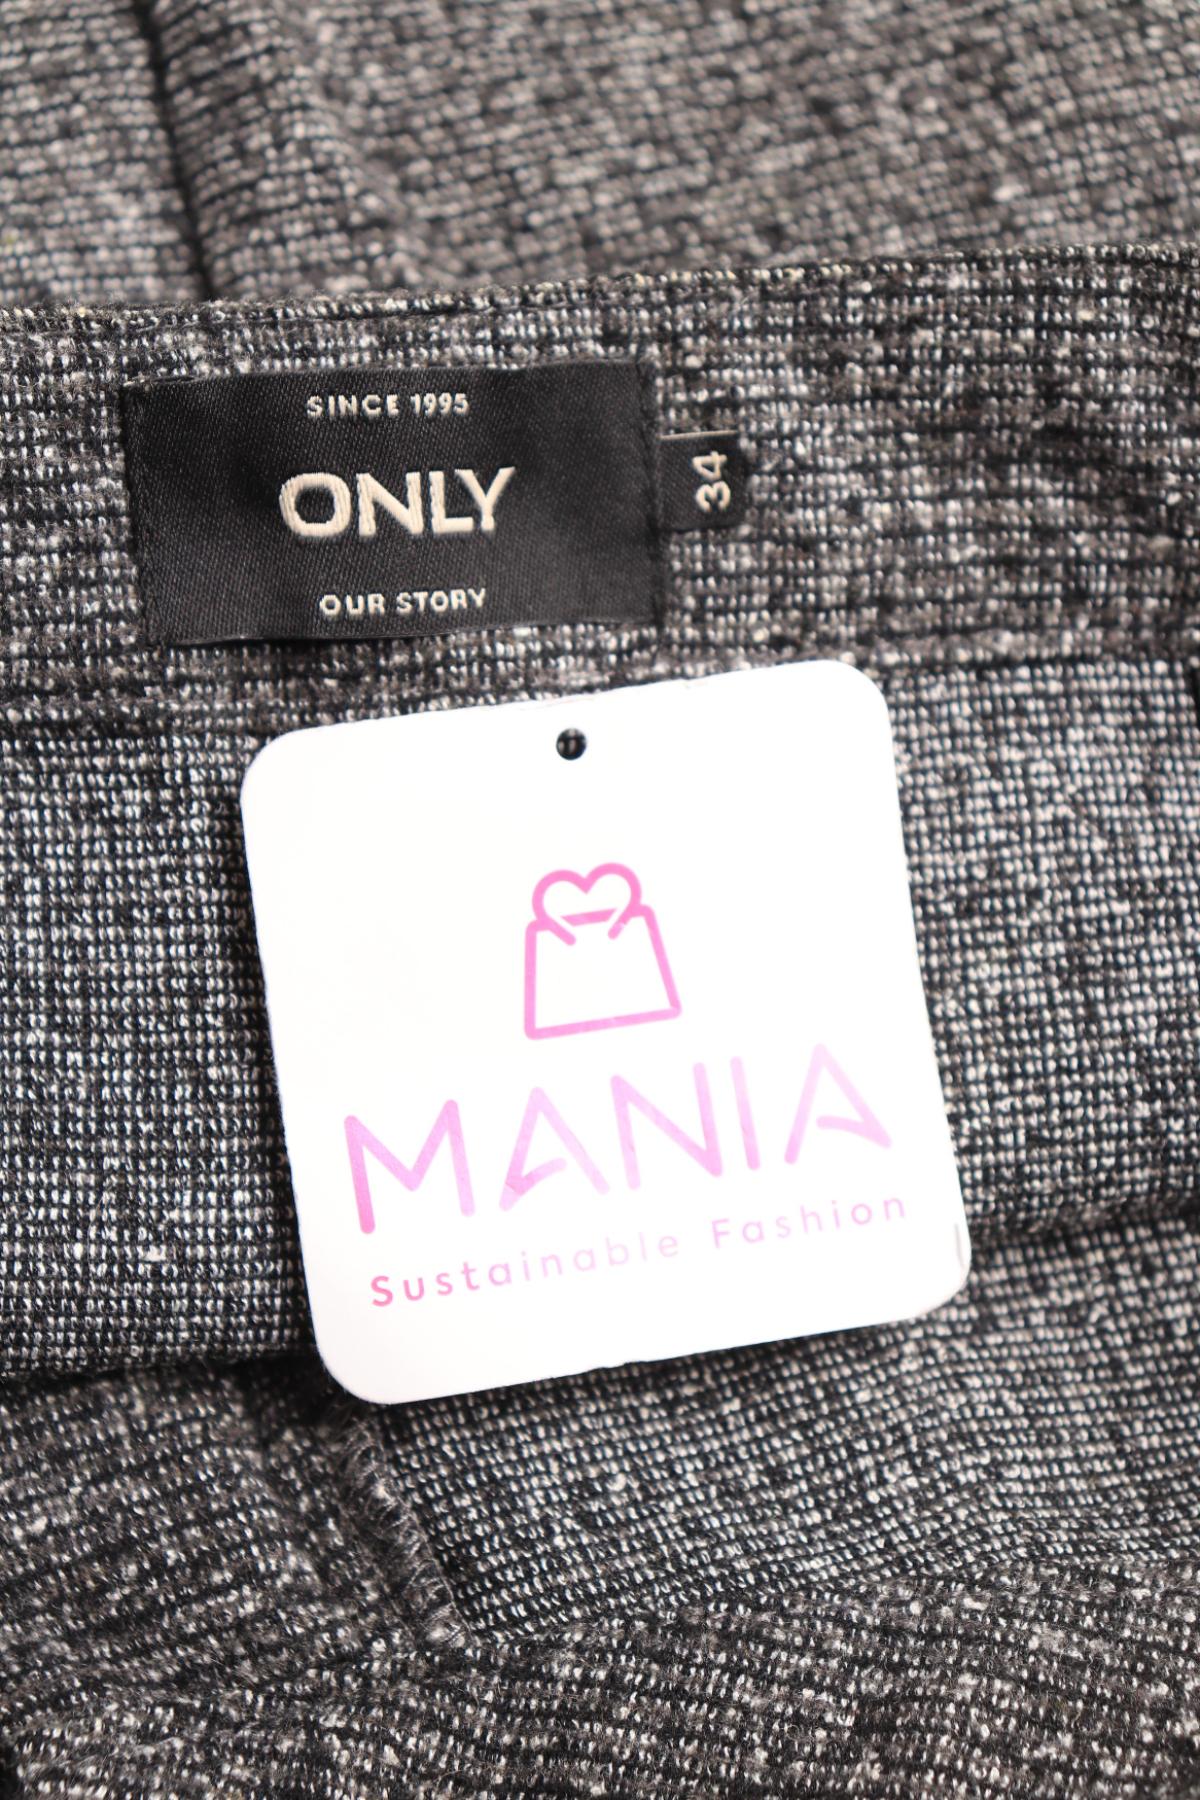 SINCE 1995
ONLY
OUR STORY
34
MANIA
Sustainable Fashion